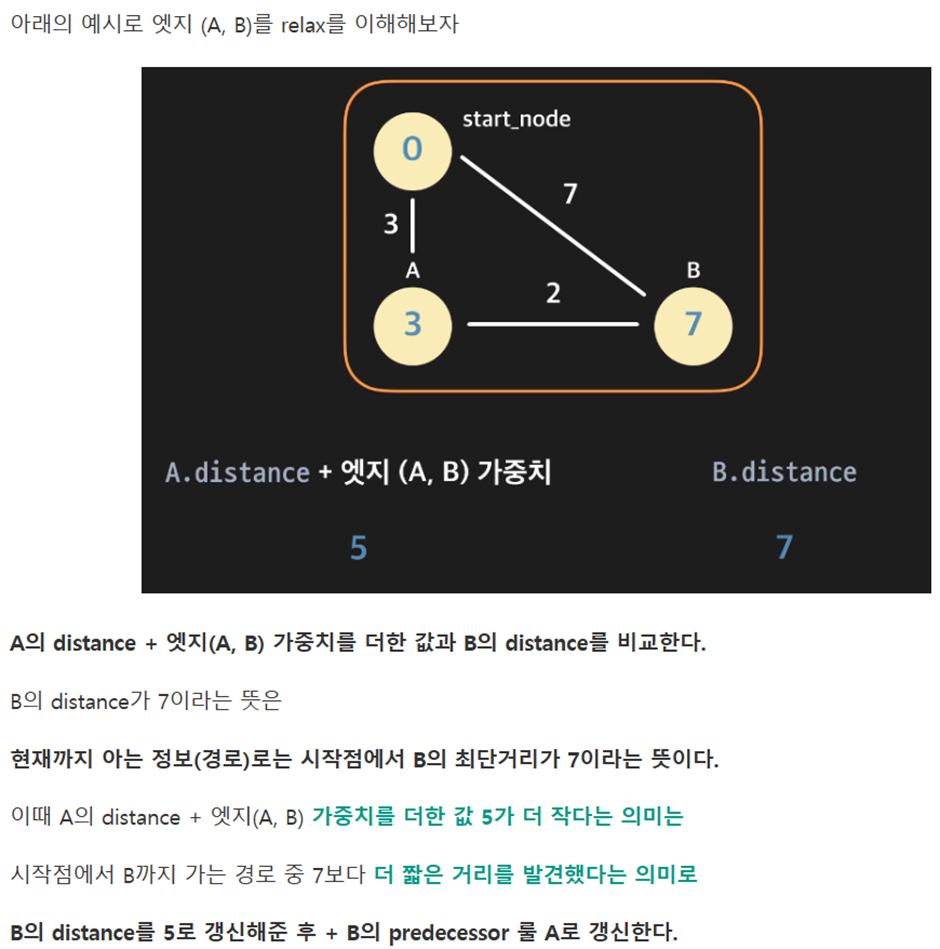 아래의 예시로 엣지 (A, B)를 relax를 이해해보자
0
start_node
7
3
A
B
2
3
7
A.distance + 엣지 (A, B) 가중치
B.distance
5
7
A의 distance + 엣지(A, B) 가중치를 더한 값과 B의 distance를 비교한다.
B의 distance가 7이라는 뜻은
현재까지 아는 정보(경로)로는 시작점에서 B의 최단거리가 7이라는 뜻이다.
이때 A의 distance + 엣지(A, B) 가중치를 더한 값 5가 더 작다는 의미는
시작점에서 B까지 가는 경로 중 7보다 더 짧은 거리를 발견했다는 의미로
B의 distance를 5로 갱신해준 후 + B의 predecessor 룰 A로 갱신한다.